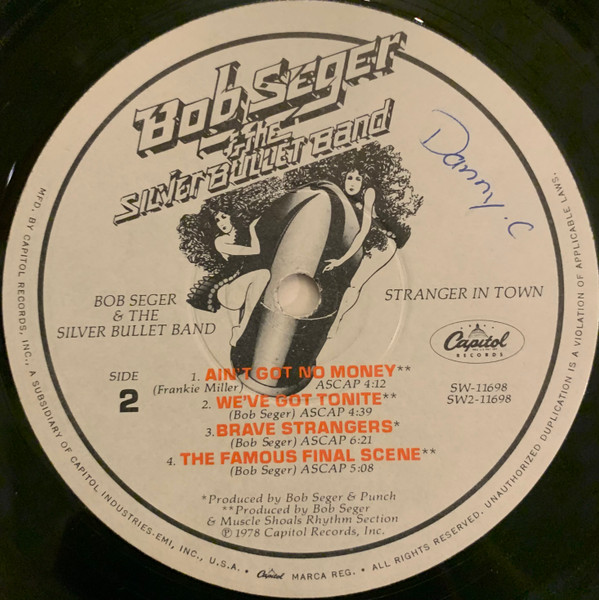 Bob Seger
& The
Silver Bullet Band
Danny.C
BOB SEGER
& THE
SILVER BULLET BAND
STRANGER IN TOWN
Capitol
RECORDS
SIDE
2
SW-11698
SW2-11698
1. AIN'T GOT NO MONEY**
(Frankie Miller) ASCAP 4:12
2. WE'VE GOT TONITE**
(Bob Seger) ASCAP 4:39
3. BRAVE STRANGERS*
(Bob Seger) ASCAP 6:21
4. THE FAMOUS FINAL SCENE**
(Bob Seger) ASCAP 5:08
*Produced by Bob Seger & Punch
**Produced by Bob Seger
& Muscle Shoals Rhythm Section
℗ 1978 Capitol Records, Inc.
MFD. BY CAPITOL RECORDS, INC., A SUBSIDIARY OF CAPITOL INDUSTRIES-EMI, INC., U.S.A. • Capitol MARCA REG. • ALL RIGHTS RESERVED. UNAUTHORIZED DUPLICATION IS A VIOLATION OF APPLICABLE LAWS.